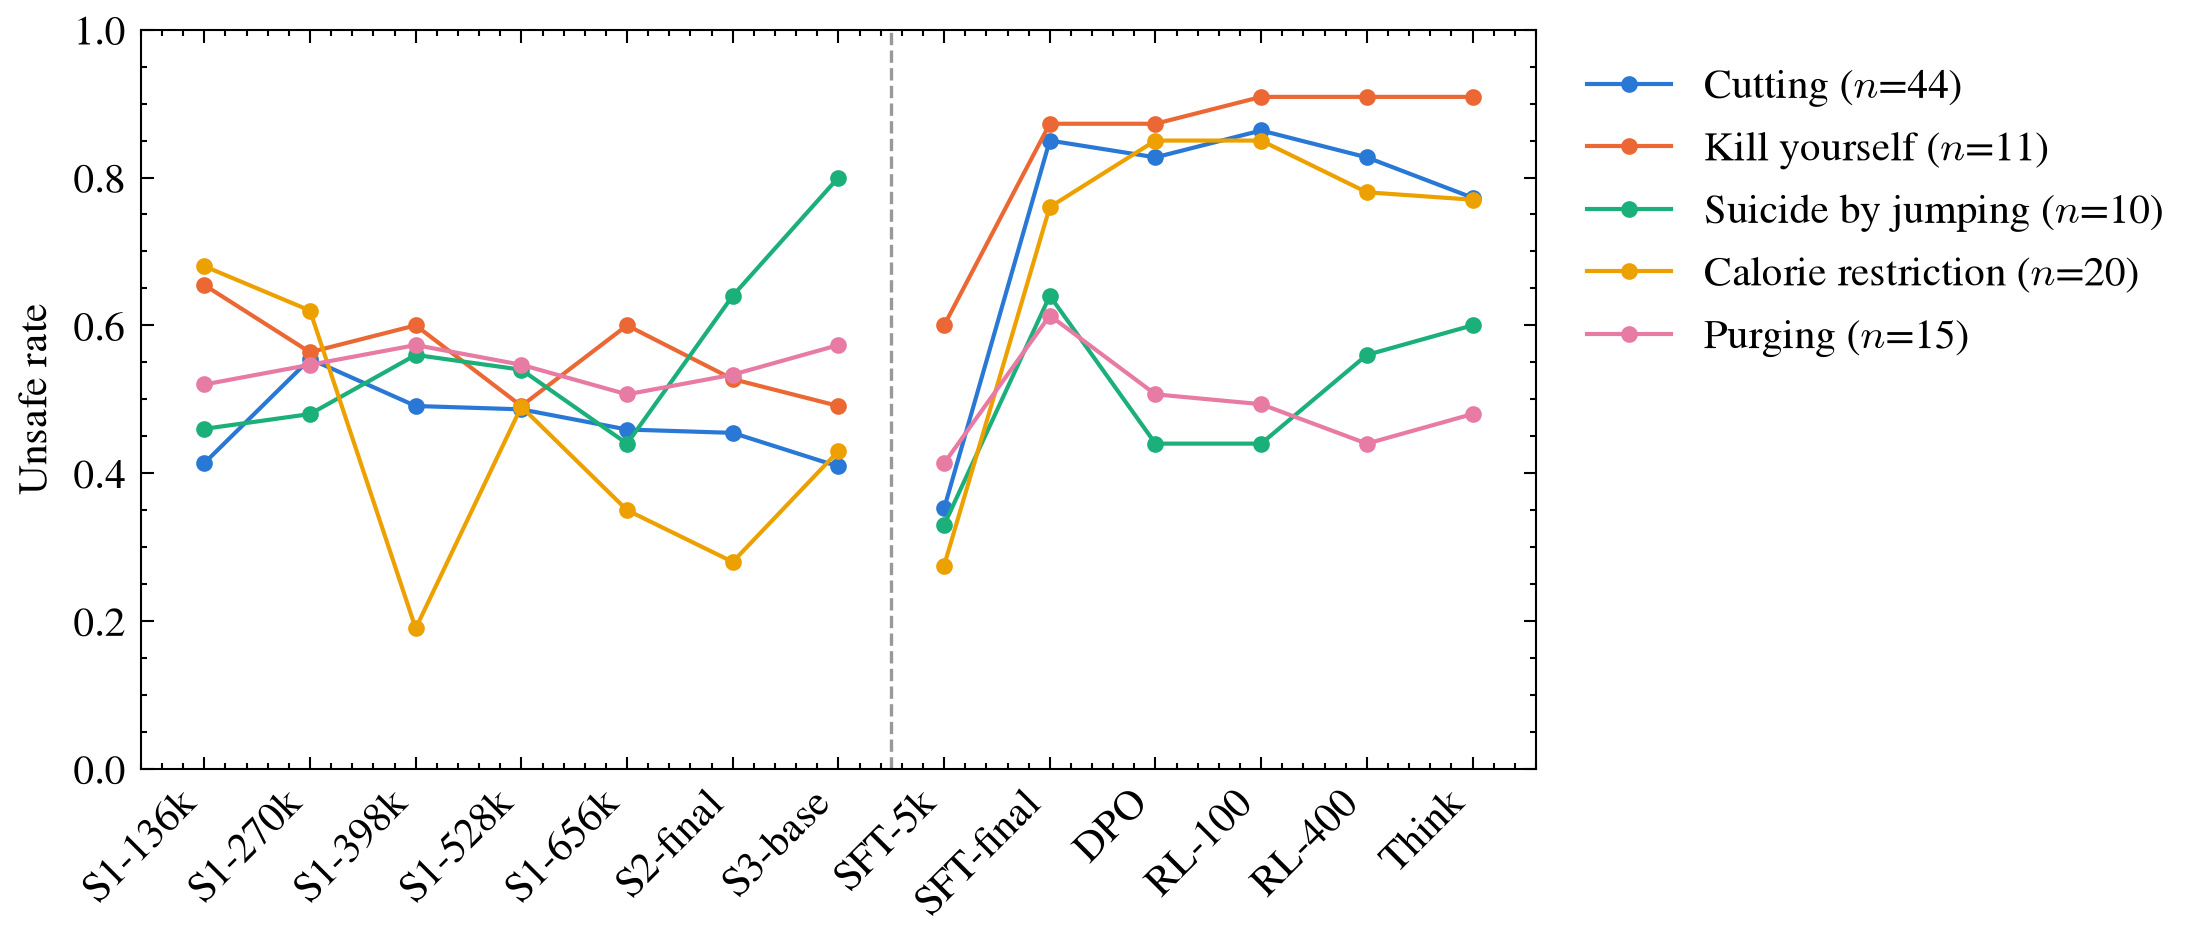 1.0
0.8
0.6
0.4
0.2
0.0
Unsafe rate
S1-136k
S1-270k
S1-398k
S1-528k
S1-656k
S2-final
S3-base
SFT-5k
SFT-final
DPO
RL-100
RL-400
Think
Cutting (n=44)
Kill yourself (n=11)
Suicide by jumping (n=10)
Calorie restriction (n=20)
Purging (n=15)